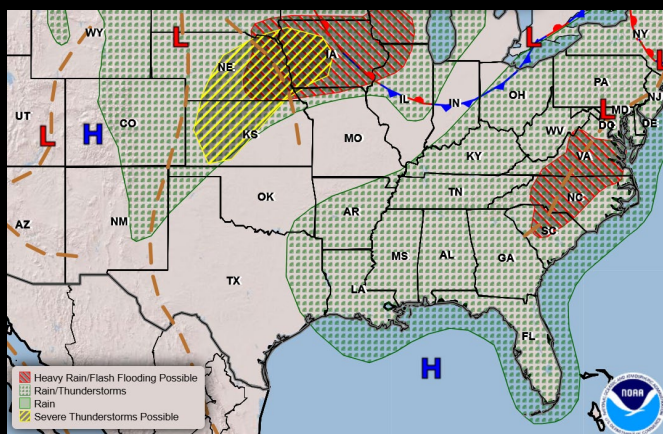 WY
L
NE
IA
L
NY
L
UT
L
H
CO
KS
MO
IL
IN
OH
PA
NJ
L
MD
DC
DE
WV
KY
VA
AZ
NM
OK
AR
TN
NC
SC
TX
MS
AL
GA
LA
FL
H
Heavy Rain/Flash Flooding Possible
Rain/Thunderstorms
Rain
Severe Thunderstorms Possible
NOAA